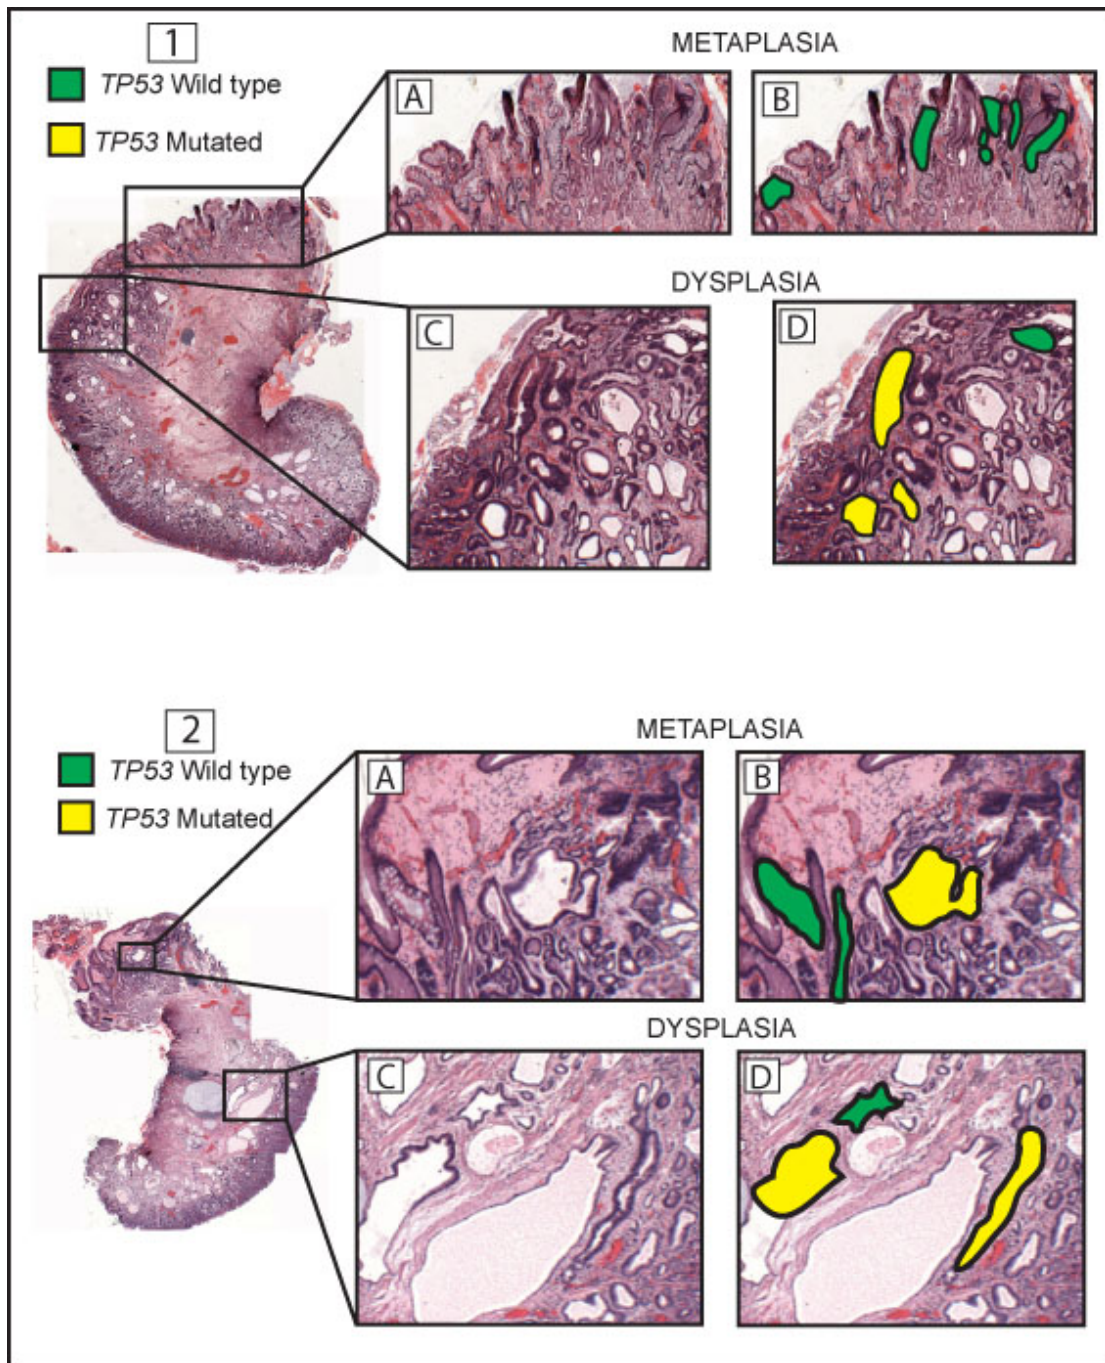 1
TP53 Wild type
TP53 Mutated
METAPLASIA
A
B
DYSPLASIA
C
D
2
TP53 Wild type
TP53 Mutated
METAPLASIA
A
B
DYSPLASIA
C
D